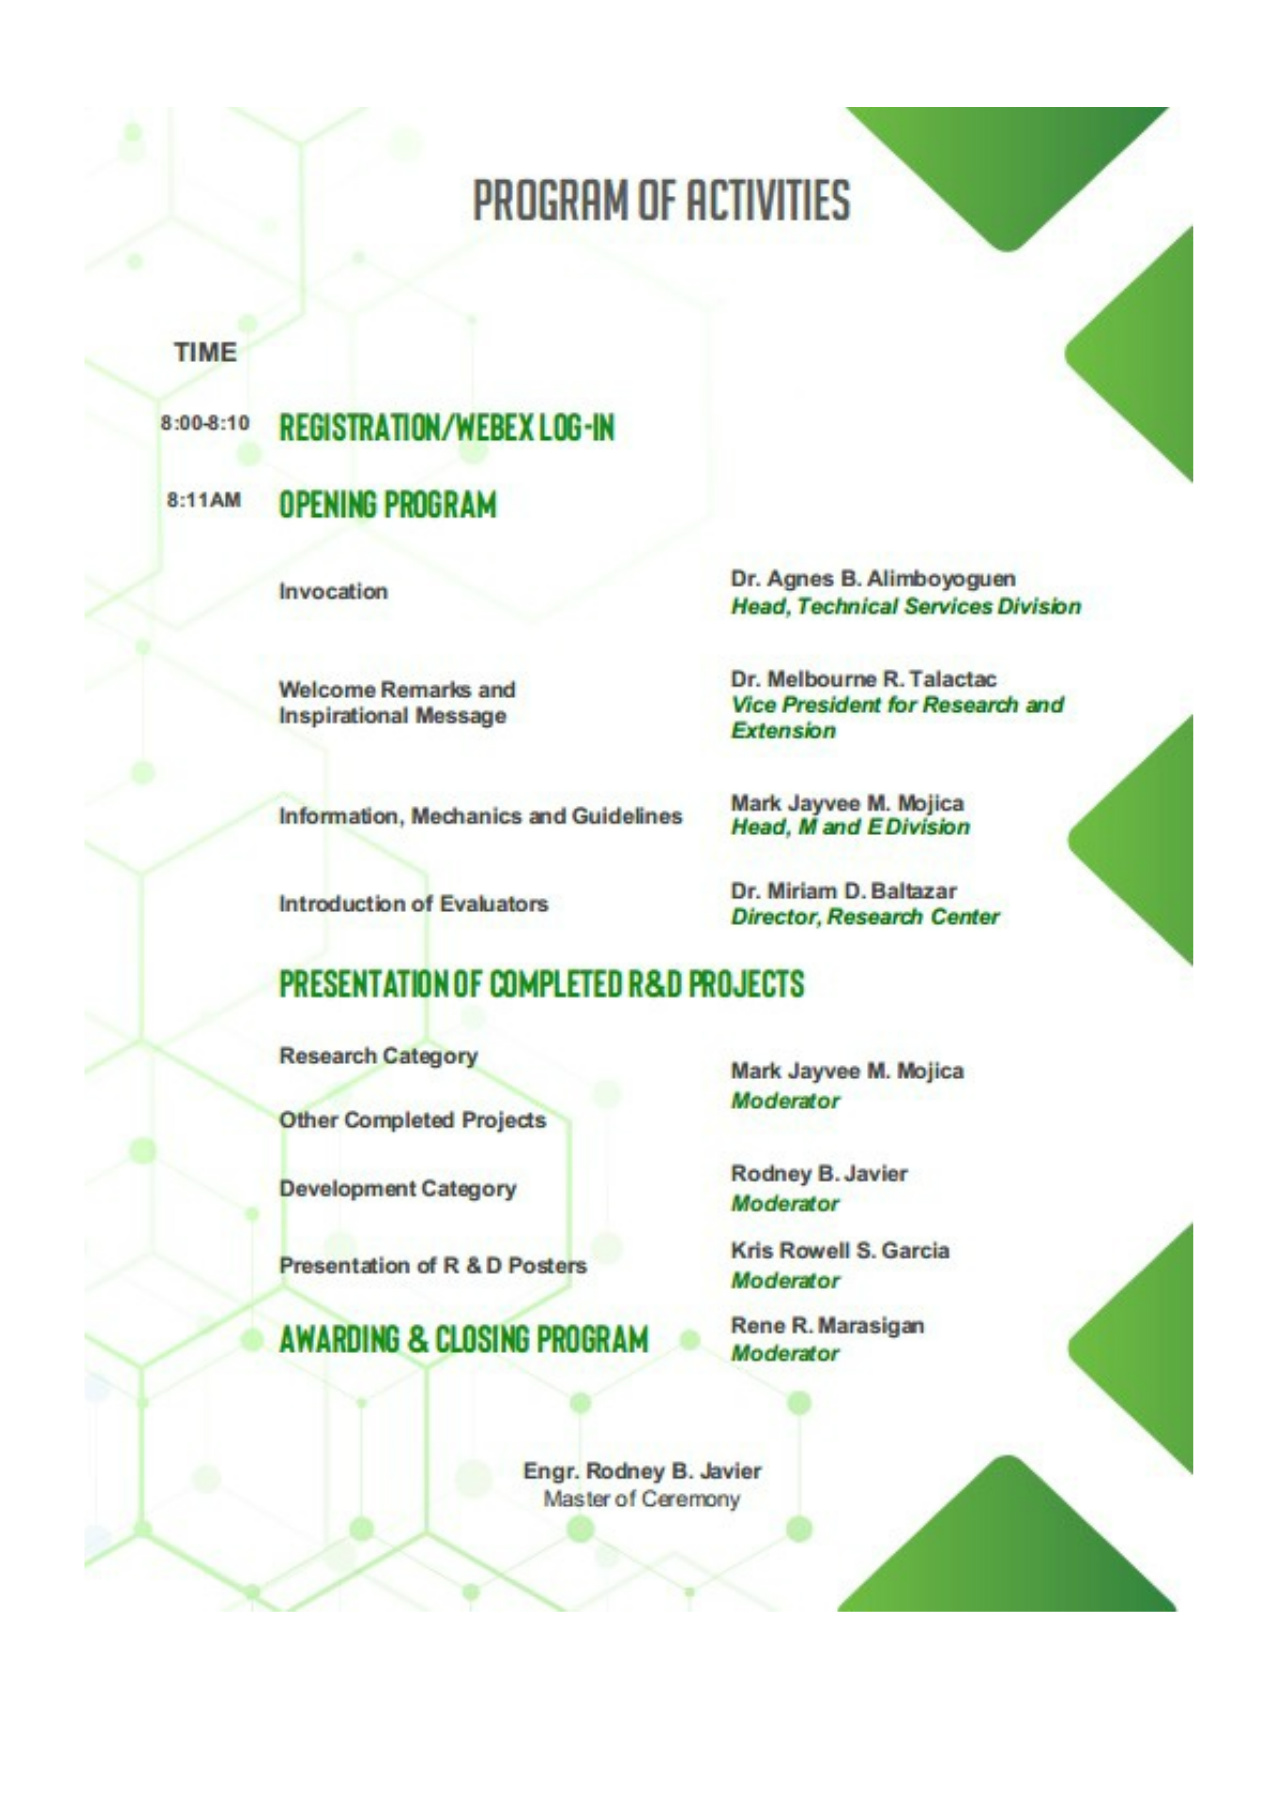 PROGRAM OF ACTIVITIES
TIME
8:00-8:10 REGISTRATION/WEBEX LOG-IN
8:11AM OPENING PROGRAM
Invocation
Dr. Agnes B. Alimboyoguen
Head, Technical Services Division
Welcome Remarks and
Inspirational Message
Dr. Melbourne R. Talactac
Vice President for Research and
Extension
Information, Mechanics and Guidelines
Mark Jayvee M. Mojica
Head, M and E Division
Introduction of Evaluators
Dr. Miriam D. Baltazar
Director, Research Center
PRESENTATION OF COMPLETED R&D PROJECTS
Research Category
Other Completed Projects
Mark Jayvee M. Mojica
Moderator
Development Category
Rodney B. Javier
Moderator
Presentation of R & D Posters
Kris Rowell S. Garcia
Moderator
AWARDING & CLOSING PROGRAM
Rene R. Marasigan
Moderator
Engr. Rodney B. Javier
Master of Ceremony